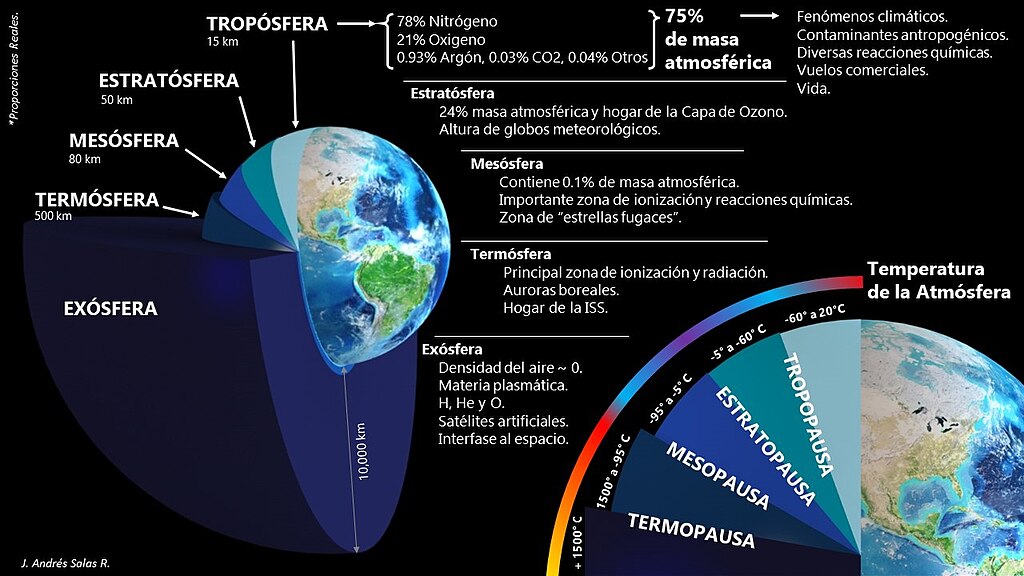 *Proporciones Reales.
TROPÓSFERA
15 km
78% Nitrógeno
21% Oxigeno
0.93% Argón, 0.03% CO2, 0.04% Otros
75%
de masa
atmosférica
Fenómenos climáticos.
Contaminantes antropogénicos.
Diversas reacciones químicas.
Vuelos comerciales.
Vida.
ESTRATÓSFERA
50 km
MESÓSFERA
80 km
TERMÓSFERA
500 km
EXÓSFERA
10,000 km
Estratósfera
24% masa atmosférica y hogar de la Capa de Ozono.
Altura de globos meteorológicos.
Mesósfera
Contiene 0.1% de masa atmosférica.
Importante zona de ionización y reacciones químicas.
Zona de “estrellas fugaces”.
Termósfera
Principal zona de ionización y radiación.
Auroras boreales.
Hogar de la ISS.
Exósfera
Densidad del aire ~ 0.
Materia plasmática.
H, He y O.
Satélites artificiales.
Interfase al espacio.
Temperatura
de la Atmósfera
-60° a 20°C
-5° a -60° C
-95° a -5°C
1500° a -95° C
+ 1500° C
TROPOPAUSA
ESTRATOPAUSA
MESOPAUSA
TERMOPAUSA
J. Andrés Salas R.